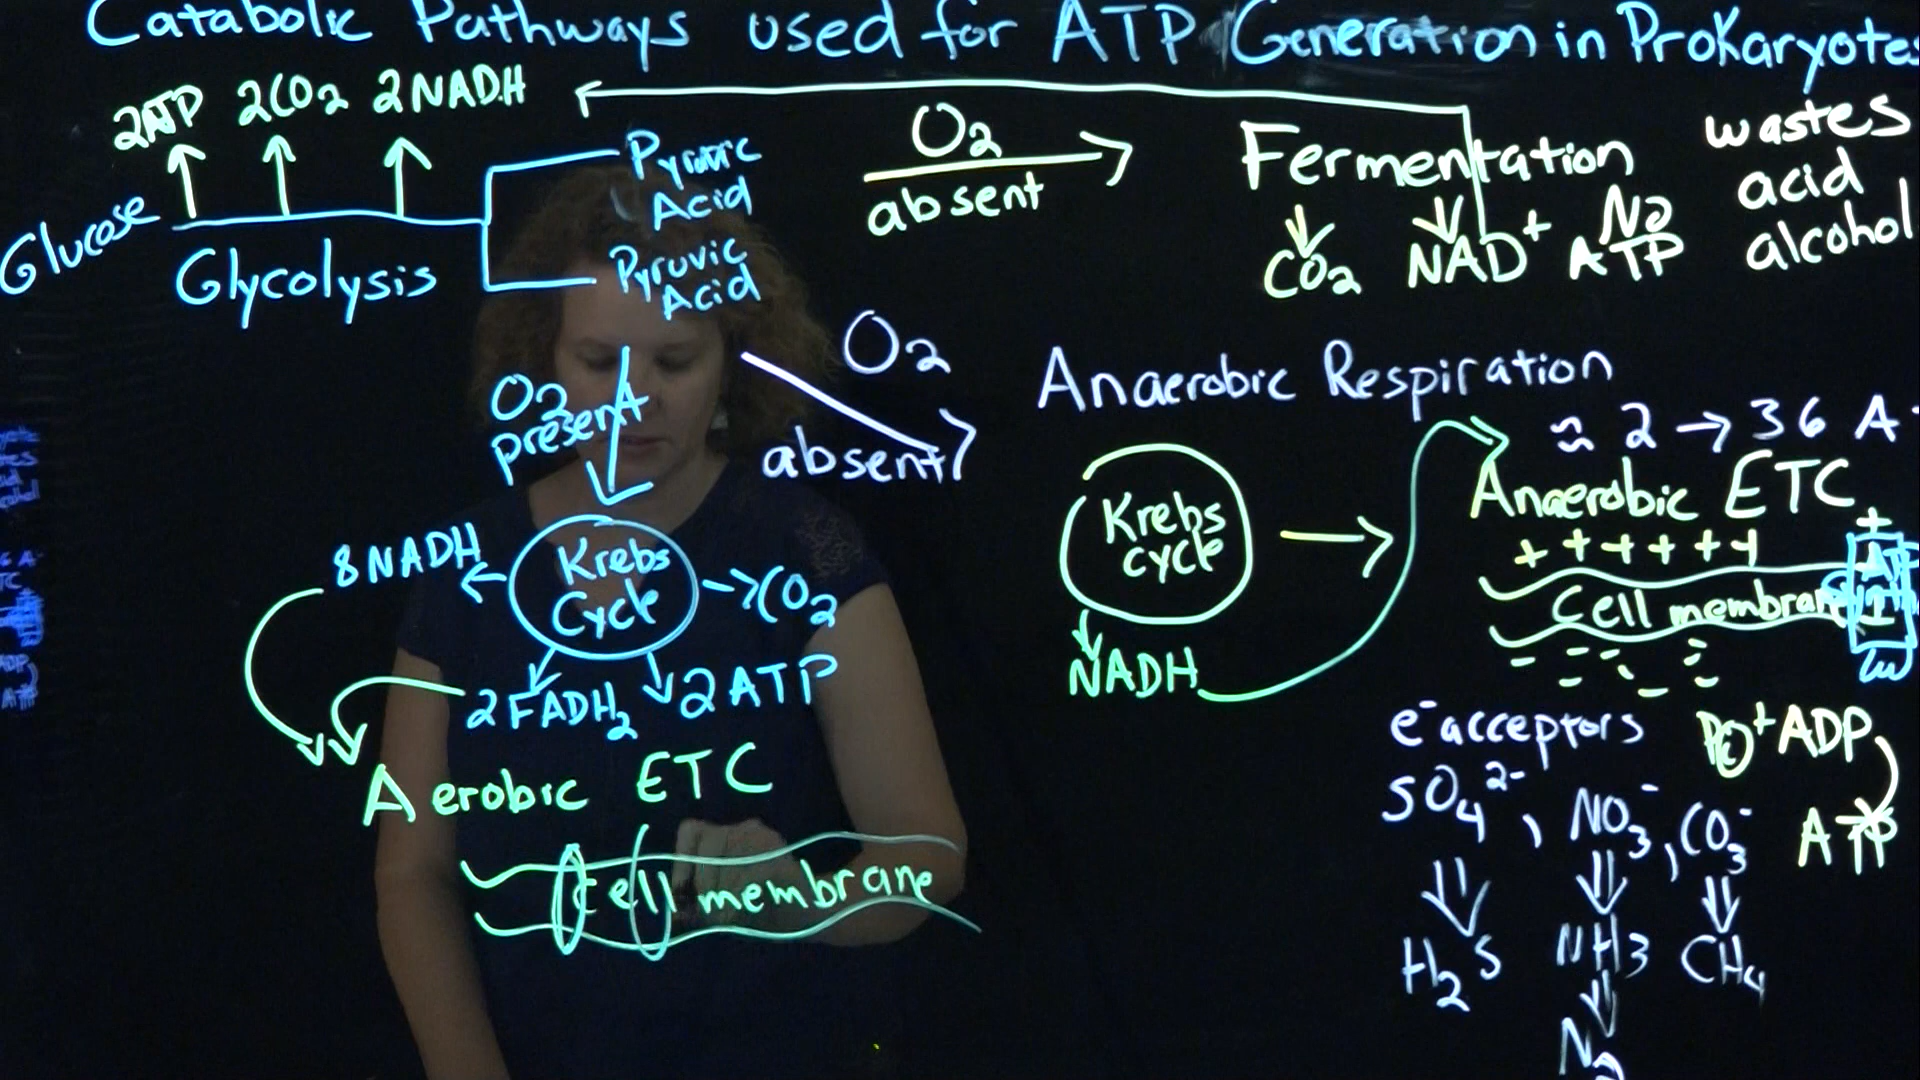 Catabolic Pathways used for ATP Generation in Prokaryotes
2ATP 2CO2 2NADH
Glucose
Glycolysis
Pyruvic
Acid
Pyruvic
Acid
O2
absent
Fermentation
CO2 NAD+ No
ATP
wastes
acid
alcohol
O2
present
O2
absent
Krebs
Cycle
8NADH
CO2
2FADH2
2ATP
Aerobic ETC
Cell membrane
Anaerobic Respiration
Krebs
cycle
NADH
≈ 2 → 36 A
Anaerobic ETC
+ + + + + +
+
Cell membrane
e- acceptors
SO4 2-, NO3-, CO3-
H2S NH3 CH4
N2
+ ADP
ATP